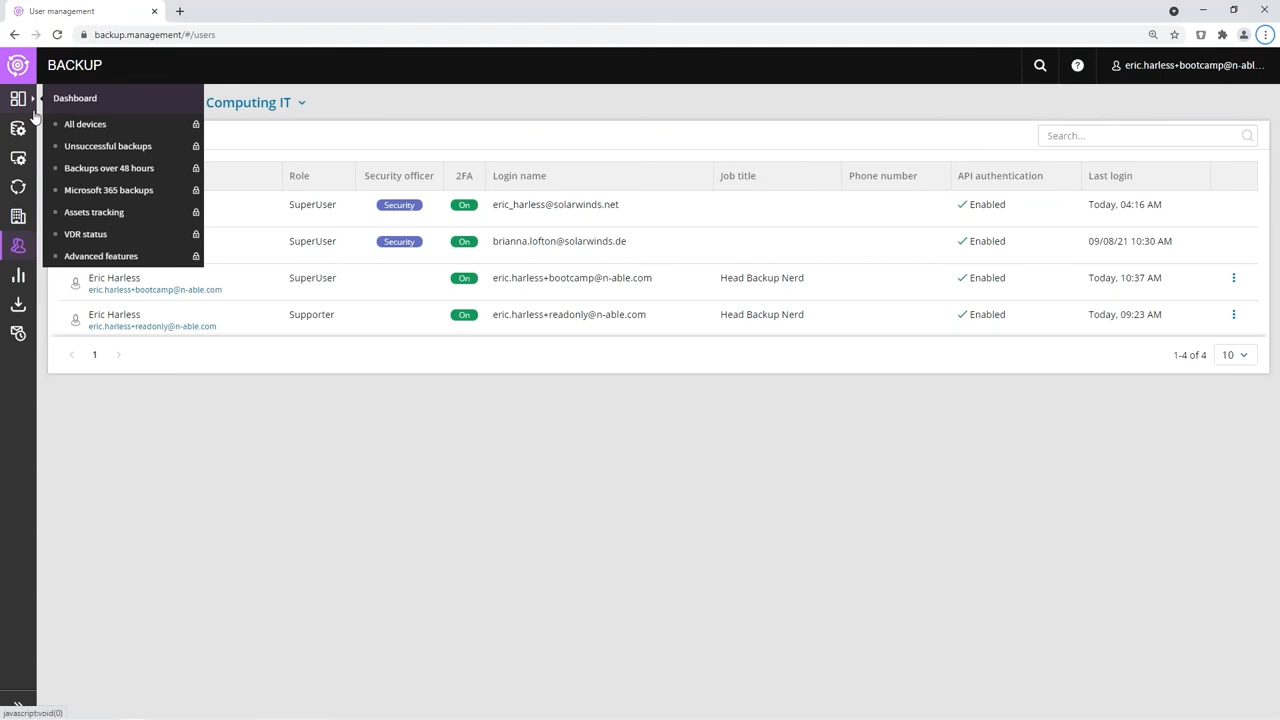 User management
backup.management/#/users
BACKUP
eric.harless+bootcamp@n-abl...
Dashboard
Computing IT
All devices
Unsuccessful backups
Backups over 48 hours
Microsoft 365 backups
Assets tracking
VDR status
Advanced features
Search...
Role Security officer 2FA Login name Job title Phone number API authentication Last login
SuperUser Security On eric_harless@solarwinds.net Enabled Today, 04:16 AM
SuperUser Security On brianna.lofton@solarwinds.de Enabled 09/08/21 10:30 AM
Eric Harless SuperUser On eric.harless+bootcamp@n-able.com Head Backup Nerd Enabled Today, 10:37 AM
eric.harless+bootcamp@n-able.com
Eric Harless Supporter On eric.harless+readonly@n-able.com Head Backup Nerd Enabled Today, 09:23 AM
eric.harless+readonly@n-able.com
1 1-4 of 4 10
javascript:void(0)